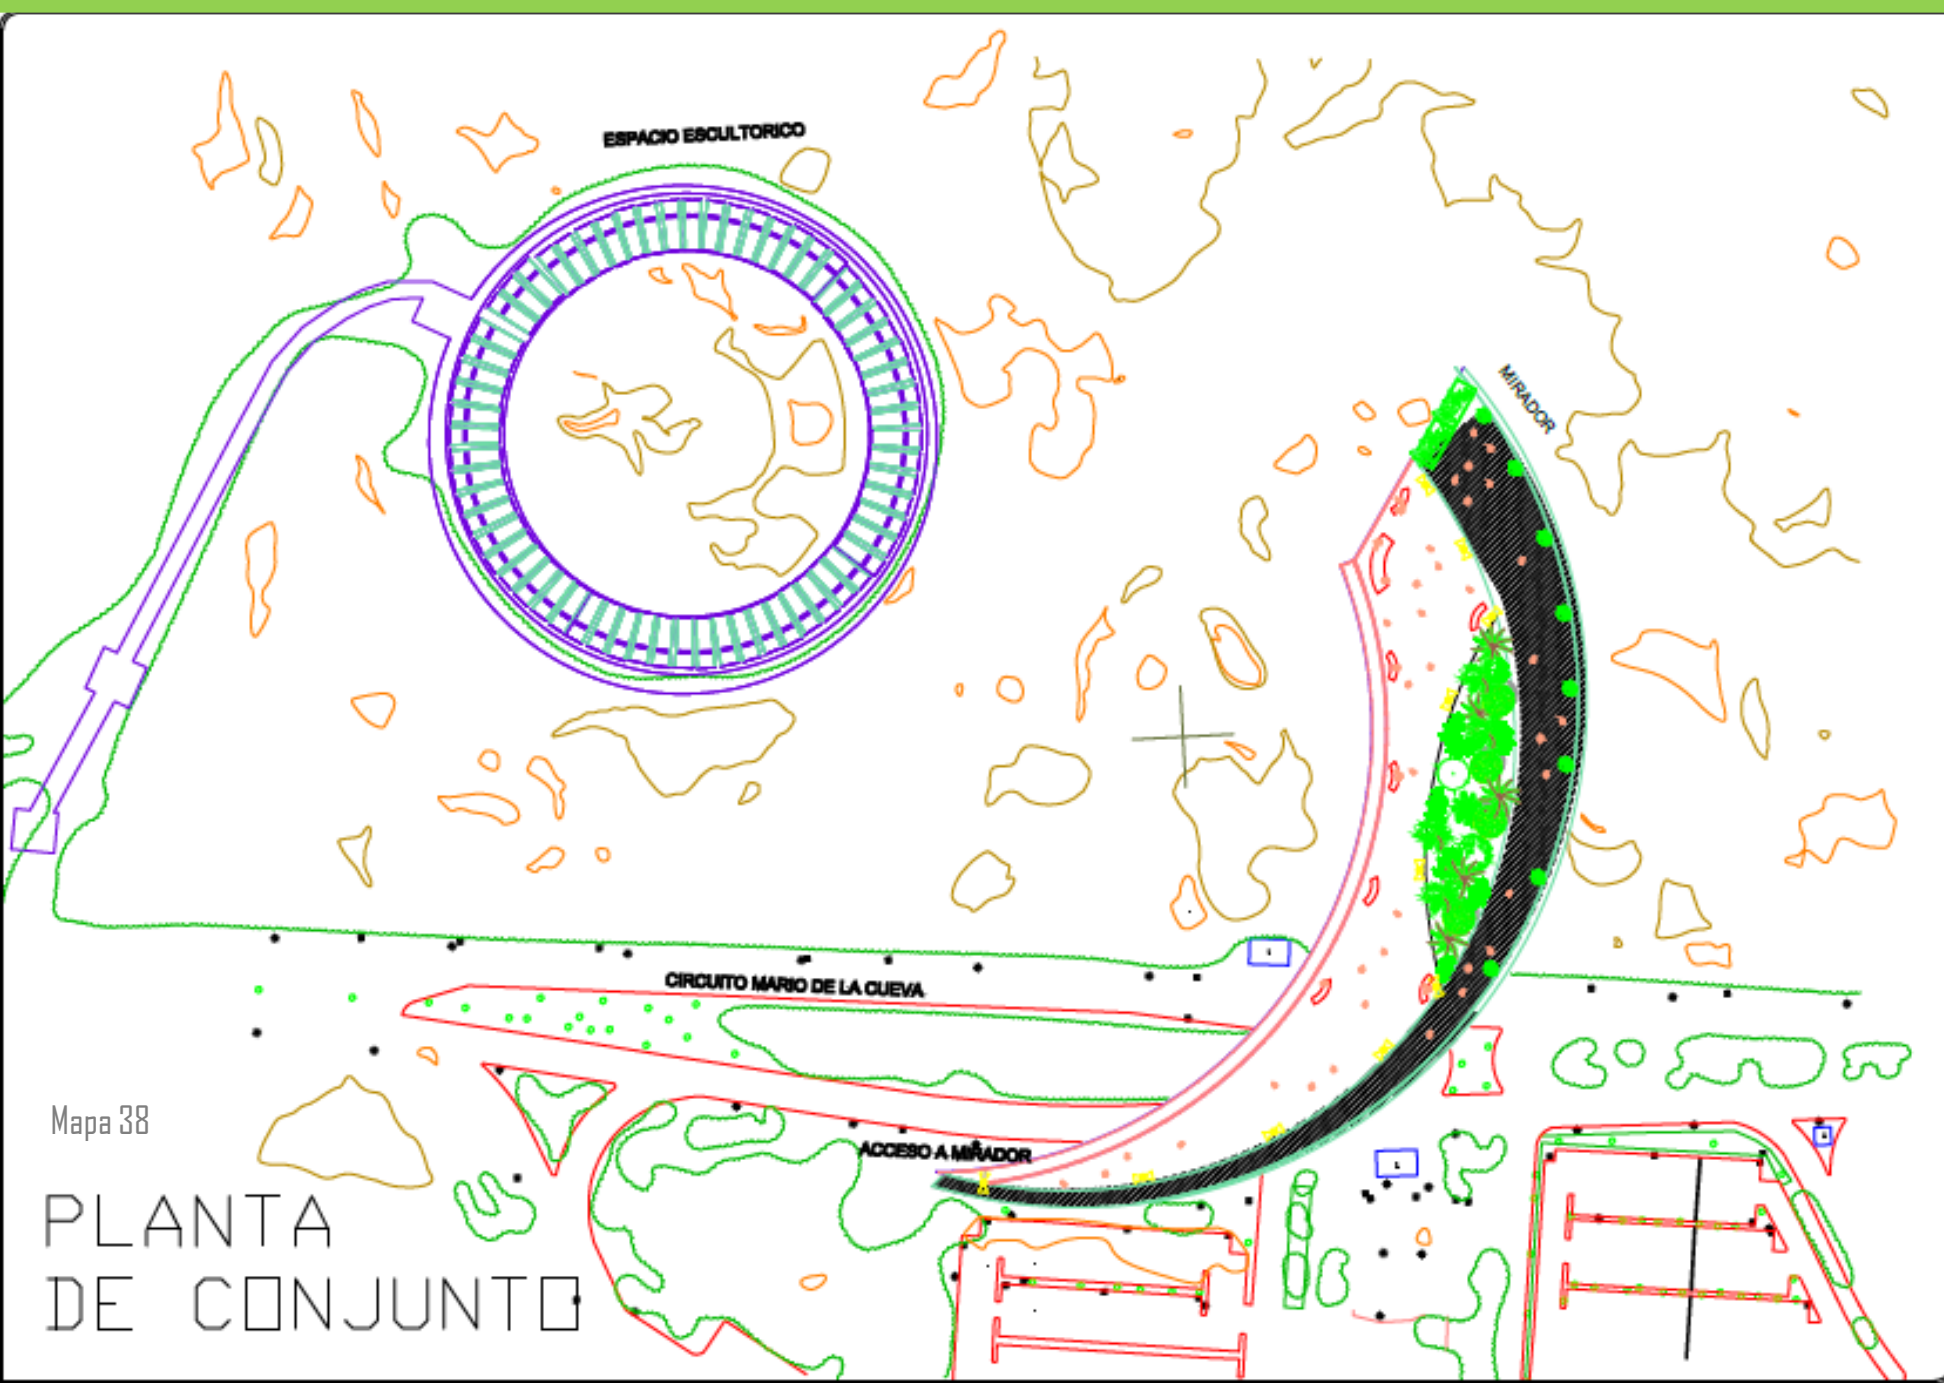 ESPACIO ESCULTORICO
MIRADOR
CIRCUITO MARIO DE LA CUEVA
ACCESO A MIRADOR
Mapa 38
PLANTA
DE CONJUNTO